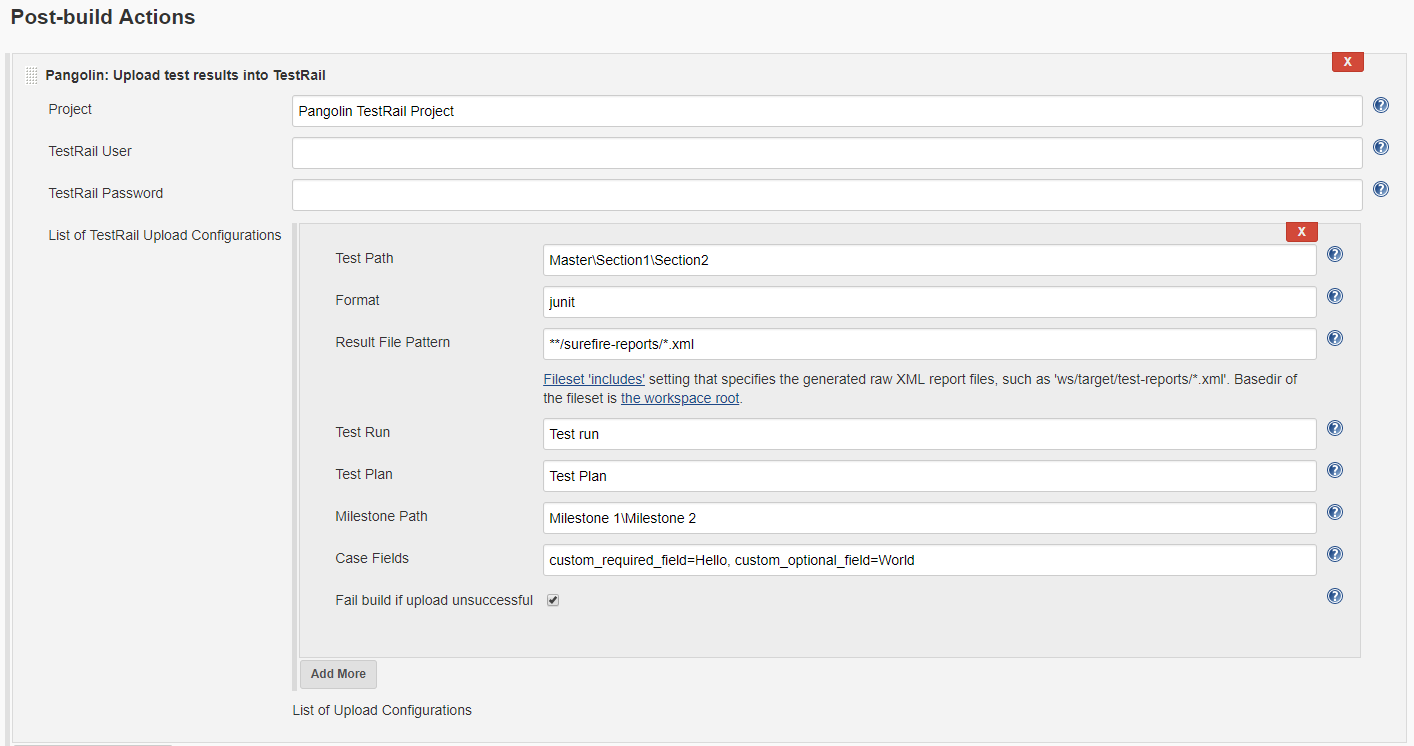 Post-build Actions
X
Pangolin: Upload test results into TestRail
Project
Pangolin TestRail Project
?
TestRail User
?
TestRail Password
?
List of TestRail Upload Configurations
X
Test Path
Master\Section1\Section2
?
Format
junit
?
Result File Pattern
**/surefire-reports/*.xml
?
Fileset 'includes' setting that specifies the generated raw XML report files, such as 'ws/target/test-reports/*.xml'. Basedir of
the fileset is the workspace root.
Test Run
Test run
?
Test Plan
Test Plan
?
Milestone Path
Milestone 1\Milestone 2
?
Case Fields
custom_required_field=Hello, custom_optional_field=World
?
Fail build if upload unsuccessful
?
Add More
List of Upload Configurations